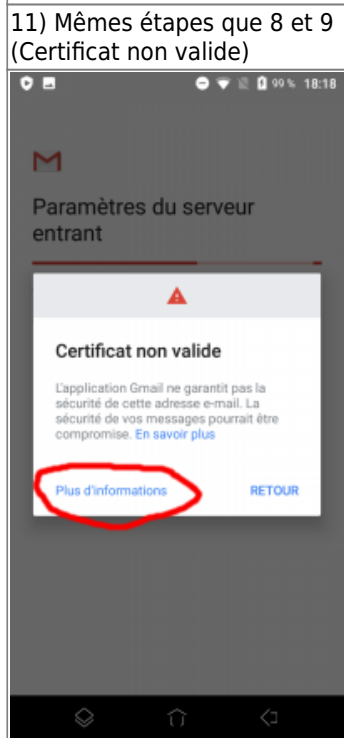 11) Mêmes étapes que 8 et 9
(Certificat non valide)
99 % 18:18
Paramètres du serveur
entrant
Certificat non valide
L'application Gmail ne garantit pas la
sécurité de cette adresse e-mail. La
sécurité de vos messages pourrait être
compromise. En savoir plus
Plus d'informations RETOUR